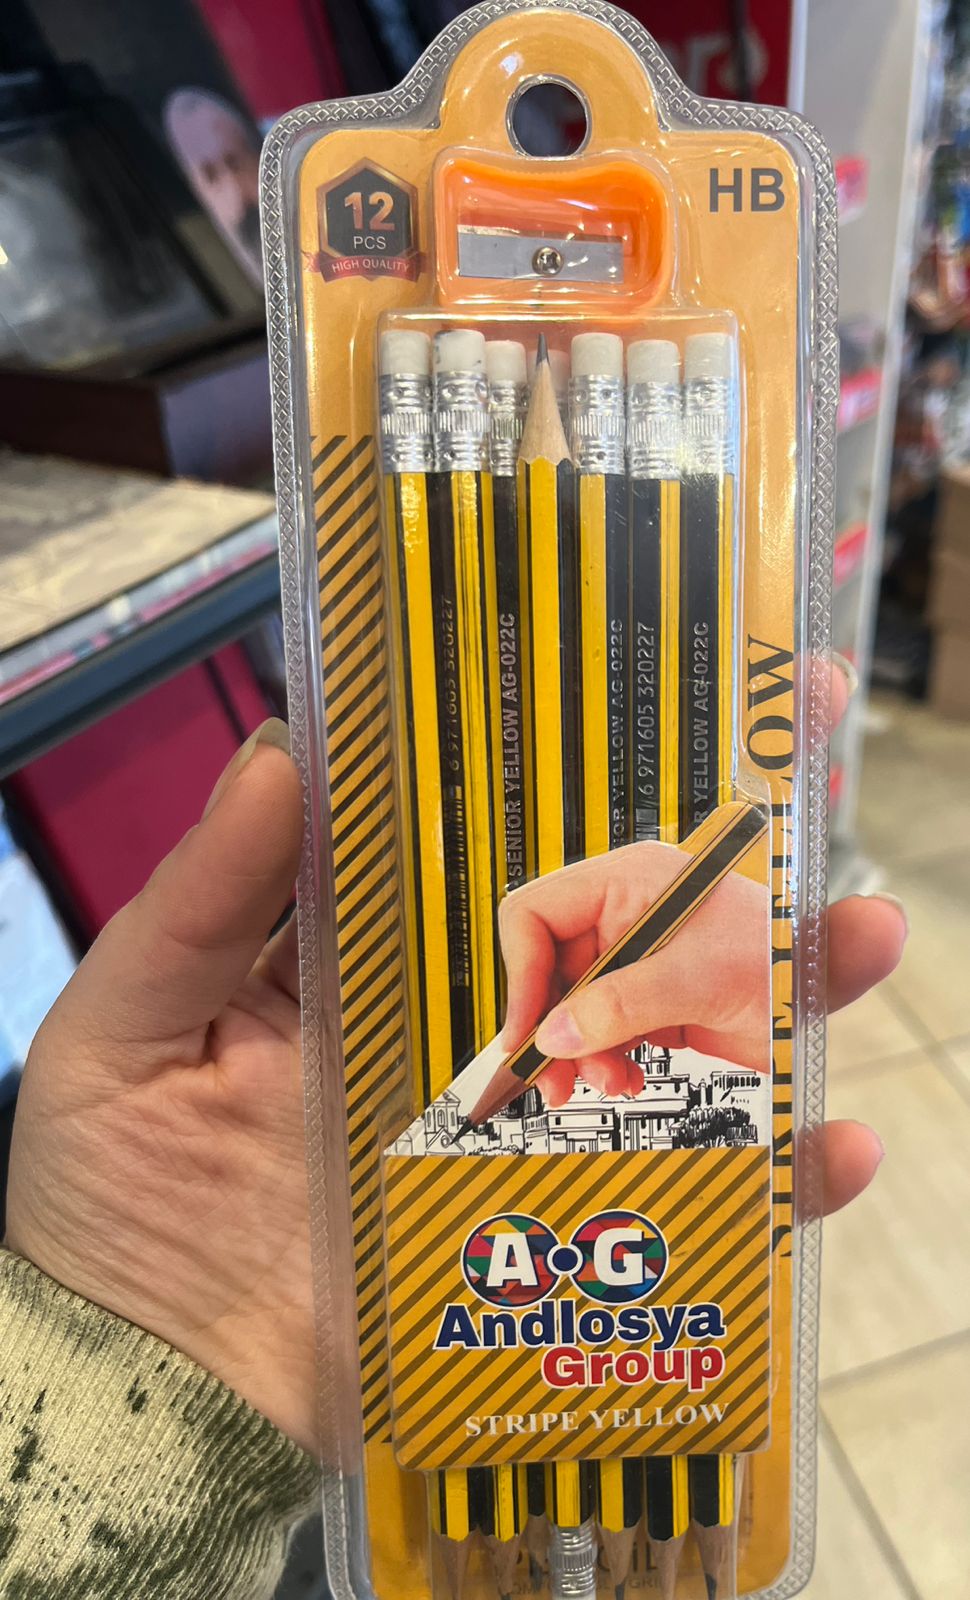 12
PCS
HIGH QUALITY
HB
6 971605 320227
SENIOR YELLOW AG-022C
YELLOW AG-022C
6 971605 320227
YELLOW AG-022C
STRIPE YELLOW
A·G
Andlosya
Group
STRIPE YELLOW